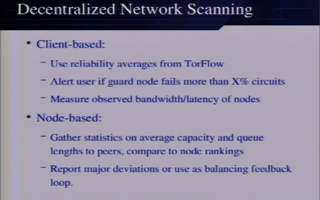 Decentralized Network Scanning
• Client-based:
– Use reliability averages from TorFlow
– Alert user if guard node fails more than X% circuits
– Measure observed bandwidth/latency of nodes
• Node-based:
– Gather statistics on average capacity and queue
lengths to peers, compare to node rankings
– Report major deviations or use as balancing feedback
loop.